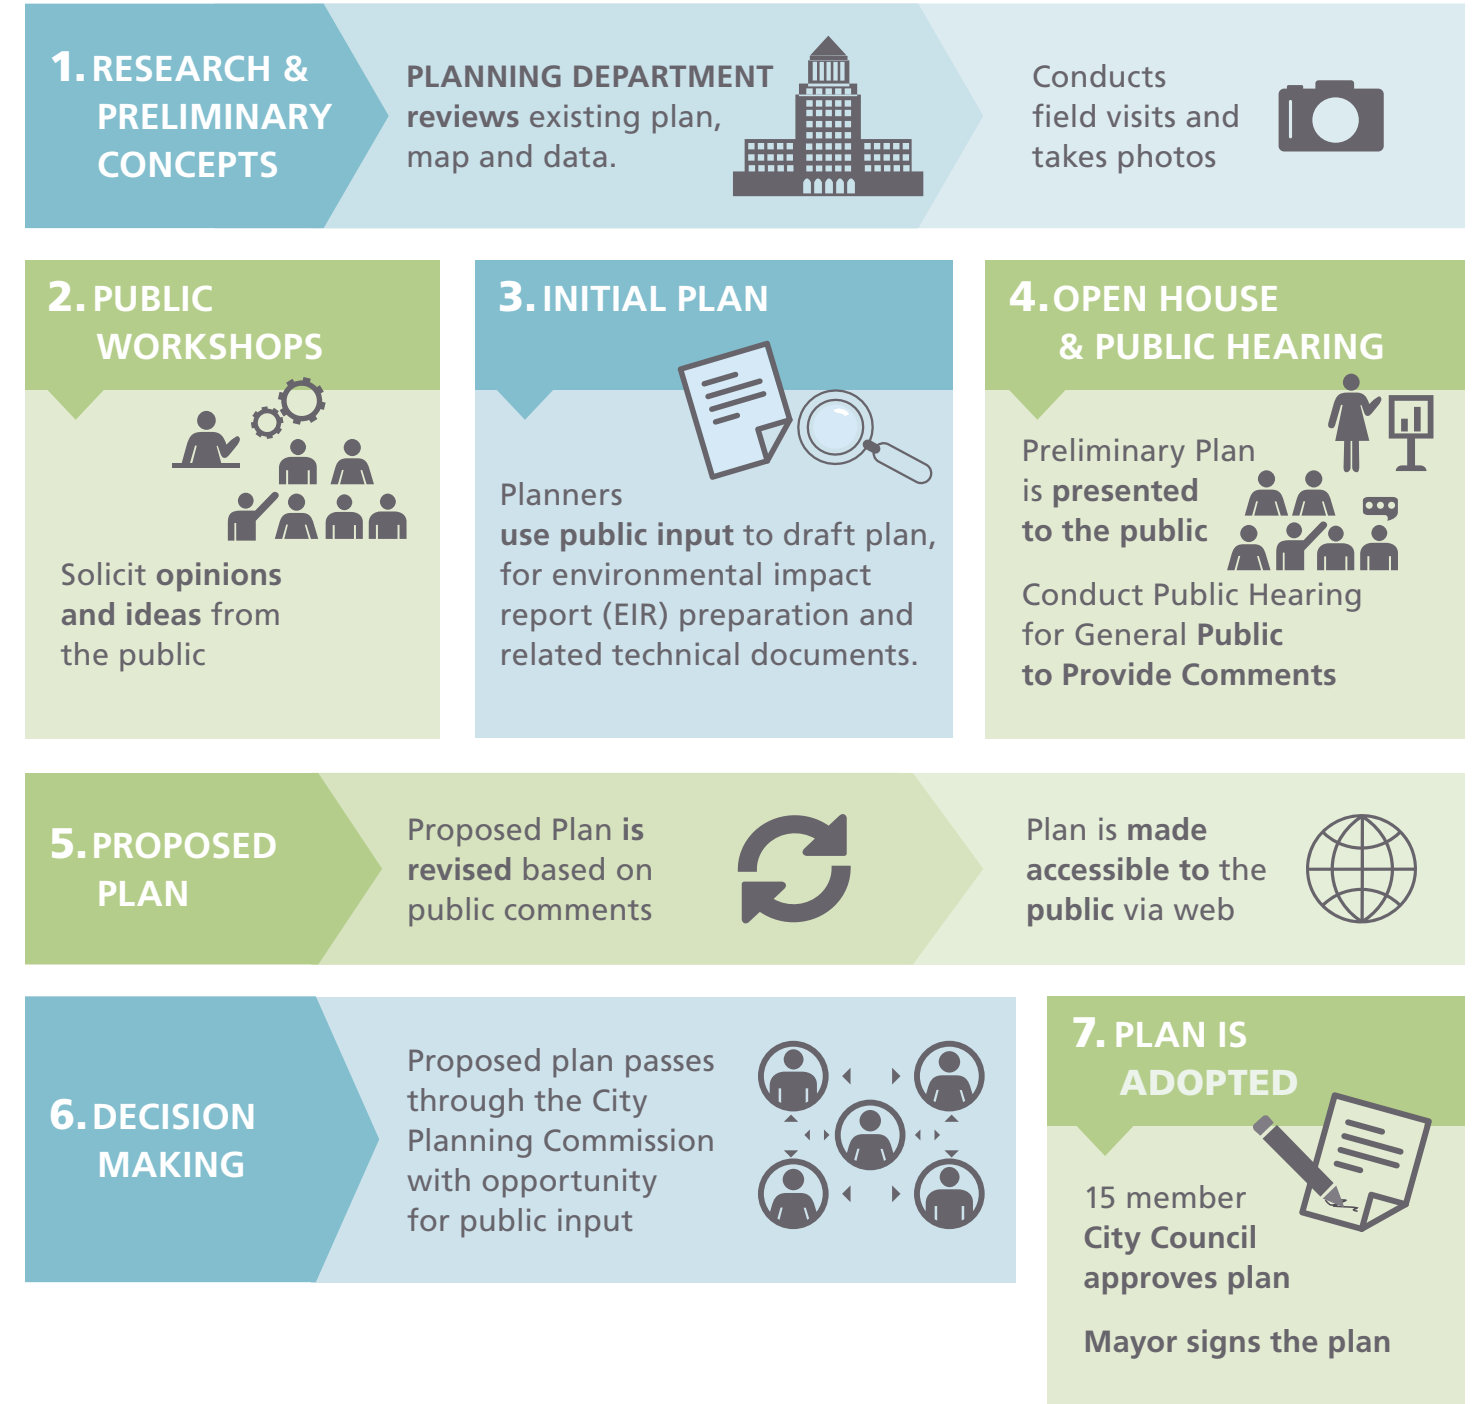 1. RESEARCH &
PRELIMINARY
CONCEPTS
PLANNING DEPARTMENT
reviews existing plan,
map and data.
Conducts
field visits and
takes photos
2. PUBLIC
WORKSHOPS
Solicit opinions
and ideas from
the public
3. INITIAL PLAN
Planners
use public input to draft plan,
for environmental impact
report (EIR) preparation and
related technical documents.
4. OPEN HOUSE
& PUBLIC HEARING
Preliminary Plan
is presented
to the public
Conduct Public Hearing
for General Public
to Provide Comments
5. PROPOSED
PLAN
Proposed Plan is
revised based on
public comments
Plan is made
accessible to the
public via web
6. DECISION
MAKING
Proposed plan passes
through the City
Planning Commission
with opportunity
for public input
7. PLAN IS
ADOPTED
15 member
City Council
approves plan
Mayor signs the plan